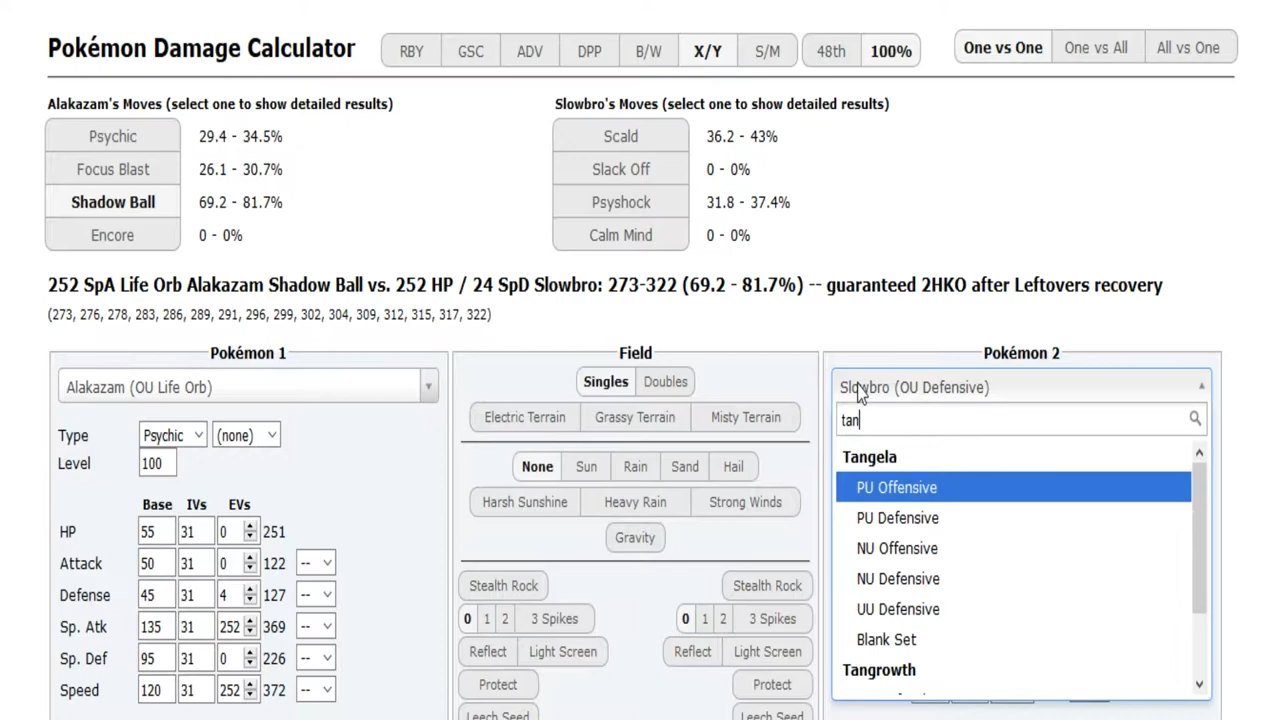 Pokémon Damage Calculator RBY GSC ADV DPP B/W X/Y S/M 48th 100% One vs One One vs All All vs One
Alakazam's Moves (select one to show detailed results) Slowbro's Moves (select one to show detailed results)
Psychic 29.4 - 34.5% Scald 36.2 - 43%
Focus Blast 26.1 - 30.7% Slack Off 0 - 0%
Shadow Ball 69.2 - 81.7% Psyshock 31.8 - 37.4%
Encore 0 - 0% Calm Mind 0 - 0%
252 SpA Life Orb Alakazam Shadow Ball vs. 252 HP / 24 SpD Slowbro: 273-322 (69.2 - 81.7%) -- guaranteed 2HKO after Leftovers recovery
(273, 276, 278, 283, 286, 289, 291, 296, 299, 302, 304, 309, 312, 315, 317, 322)
Pokémon 1
Alakazam (OU Life Orb)
Type Psychic (none)
Level 100
Base IVs EVs
HP 55 31 0 251
Attack 50 31 0 122 --
Defense 45 31 4 127 --
Sp. Atk 135 31 252 369 --
Sp. Def 95 31 0 226 --
Speed 120 31 252 372 --
Field
Singles Doubles
Electric Terrain Grassy Terrain Misty Terrain
None Sun Rain Sand Hail
Harsh Sunshine Heavy Rain Strong Winds
Gravity
Stealth Rock Stealth Rock
0 1 2 3 Spikes 0 1 2 3 Spikes
Reflect Light Screen Reflect Light Screen
Protect Protect
Leech Seed Leech Seed
Pokémon 2
Slowbro (OU Defensive)
tan
Tangela
PU Offensive
PU Defensive
NU Offensive
NU Defensive
UU Defensive
Blank Set
Tangrowth